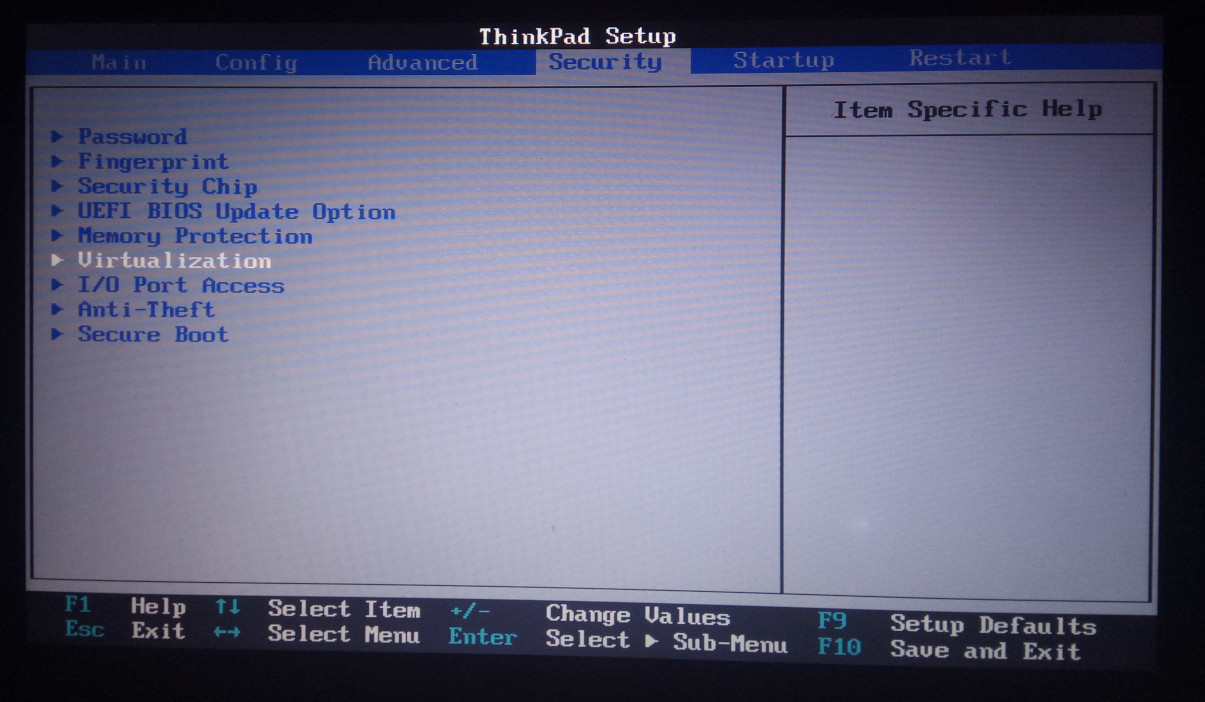 ThinkPad Setup
Main Config Advanced Security Startup Restart
Item Specific Help
▶ Password
▶ Fingerprint
▶ Security Chip
▶ UEFI BIOS Update Option
▶ Memory Protection
▶ Virtualization
▶ I/O Port Access
▶ Anti-Theft
▶ Secure Boot
F1 Help ↑↓ Select Item +/- Change Values F9 Setup Defaults
Esc Exit ←→ Select Menu Enter Select ▶ Sub-Menu F10 Save and Exit